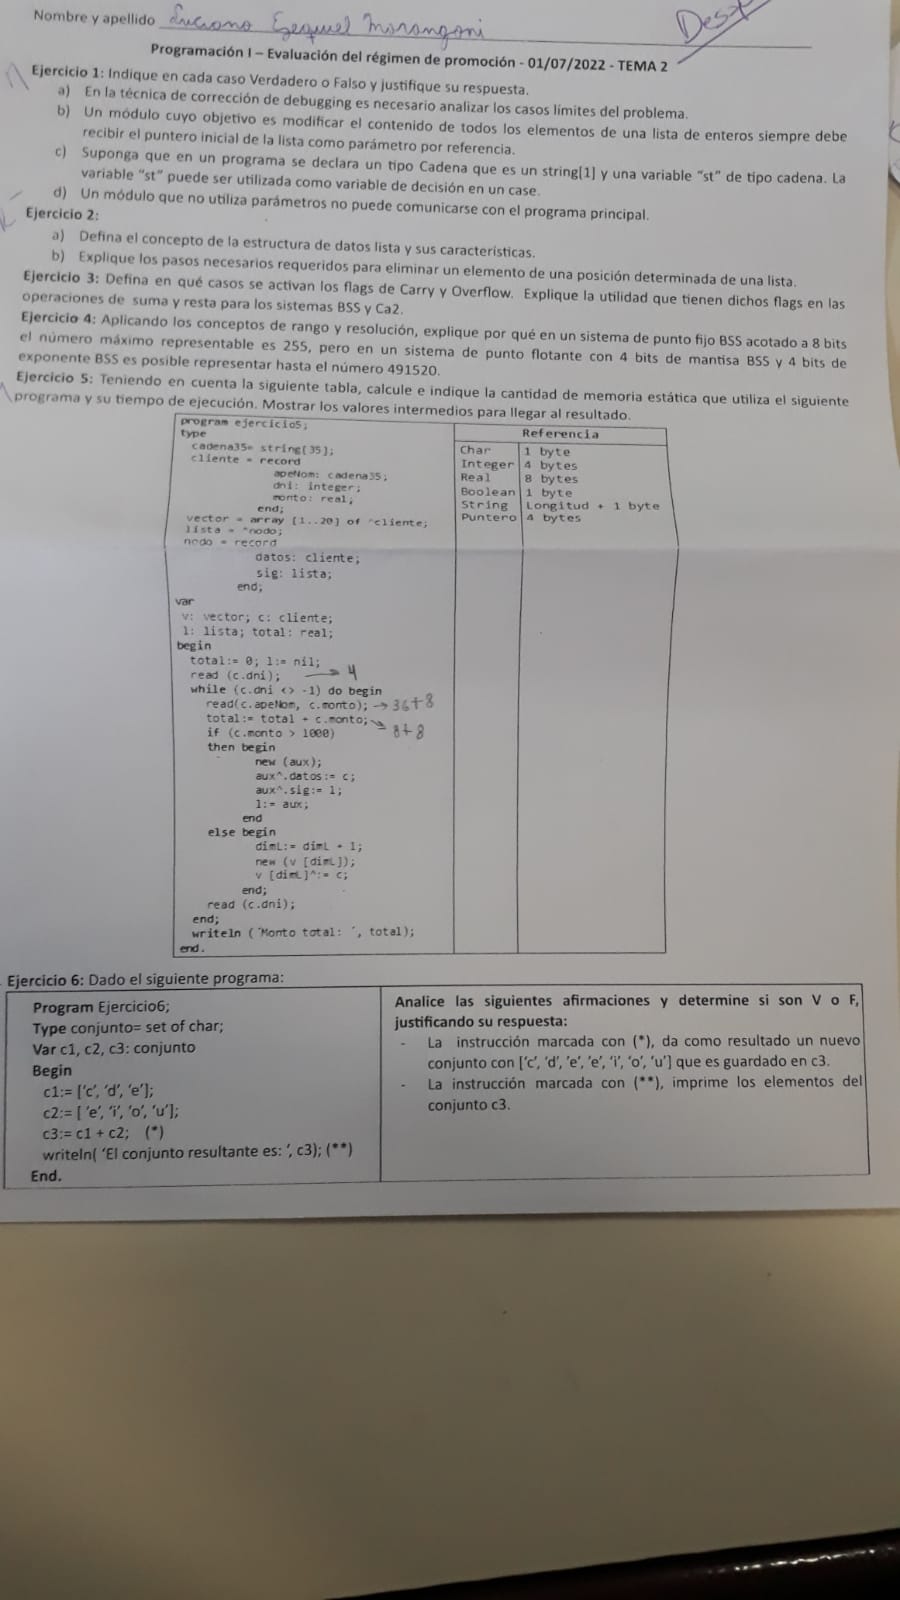 Nombre y apellido Luciano Ezequiel Morangoni
Programación I – Evaluación del régimen de promoción - 01/07/2022 - TEMA 2
Ejercicio 1: Indique en cada caso Verdadero o Falso y justifique su respuesta.
a) En la técnica de corrección de debugging es necesario analizar los casos límites del problema.
b) Un módulo cuyo objetivo es modificar el contenido de todos los elementos de una lista de enteros siempre debe
recibir el puntero inicial de la lista como parámetro por referencia.
c) Suponga que en un programa se declara un tipo Cadena que es un string[1] y una variable "st" de tipo cadena. La
variable "st" puede ser utilizada como variable de decisión en un case.
d) Un módulo que no utiliza parámetros no puede comunicarse con el programa principal.
Ejercicio 2:
a) Defina el concepto de la estructura de datos lista y sus características.
b) Explique los pasos necesarios requeridos para eliminar un elemento de una posición determinada de una lista.
Ejercicio 3: Defina en qué casos se activan los flags de Carry y Overflow. Explique la utilidad que tienen dichos flags en las
operaciones de suma y resta para los sistemas BSS y Ca2.
Ejercicio 4: Aplicando los conceptos de rango y resolución, explique por qué en un sistema de punto fijo BSS acotado a 8 bits
el número máximo representable es 255, pero en un sistema de punto flotante con 4 bits de mantisa BSS y 4 bits de
exponente BSS es posible representar hasta el número 491520.
Ejercicio 5: Teniendo en cuenta la siguiente tabla, calcule e indique la cantidad de memoria estática que utiliza el siguiente
programa y su tiempo de ejecución. Mostrar los valores intermedios para llegar al resultado.
program ejercicio5;
type
cadena35= string[35];
cliente = record
apeNom: cadena35;
dni: integer;
monto: real;
end;
vector = array [1..20] of ^cliente;
lista = ^nodo;
nodo = record
datos: cliente;
sig: lista;
end;
var
v: vector; c: cliente;
l: lista; total: real;
begin
total:= 0; l:= nil;
read (c.dni); → 4
while (c.dni <> -1) do begin
read(c.apeNom, c.monto); → 36+8
total:= total + c.monto; → 8+8
if (c.monto > 1000)
then begin
new (aux);
aux^.datos:= c;
aux^.sig:= l;
l:= aux;
end
else begin
dimL:= dimL + 1;
new (v [dimL]);
v [dimL]^:= c;
end;
read (c.dni);
end;
writeln ('Monto total: ', total);
end.
Referencia
Char 1 byte
Integer 4 bytes
Real 8 bytes
Boolean 1 byte
String Longitud + 1 byte
Puntero 4 bytes
Ejercicio 6: Dado el siguiente programa:
Program Ejercicio6;
Type conjunto= set of char;
Var c1, c2, c3: conjunto
Begin
c1:= ['c', 'd', 'e'];
c2:= [ 'e', 'i', 'o', 'u'];
c3:= c1 + c2; (*)
writeln( 'El conjunto resultante es: ', c3); (**)
End.
Analice las siguientes afirmaciones y determine si son V o F,
justificando su respuesta:
- La instrucción marcada con (*), da como resultado un nuevo
conjunto con ['c', 'd', 'e', 'e', 'i', 'o', 'u'] que es guardado en c3.
- La instrucción marcada con (**), imprime los elementos del
conjunto c3.